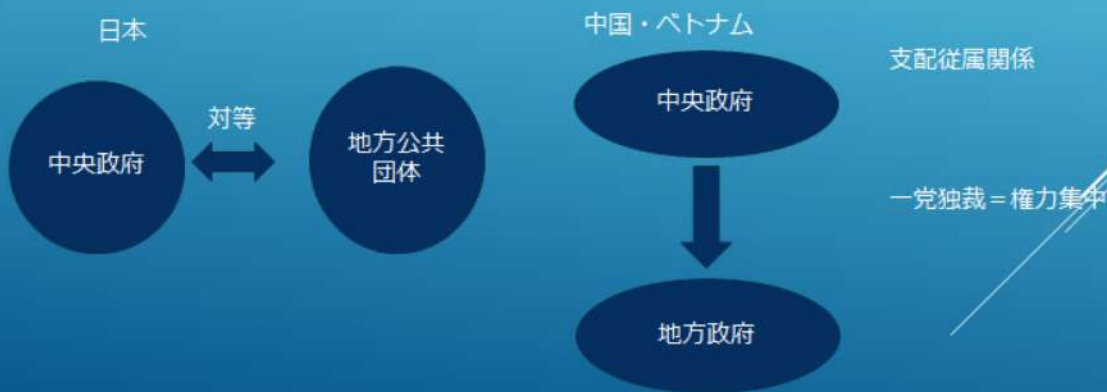 日本
中央政府
対等
地方公共
団体
中国・ベトナム
中央政府
地方政府
支配従属関係
一党独裁＝権力集中